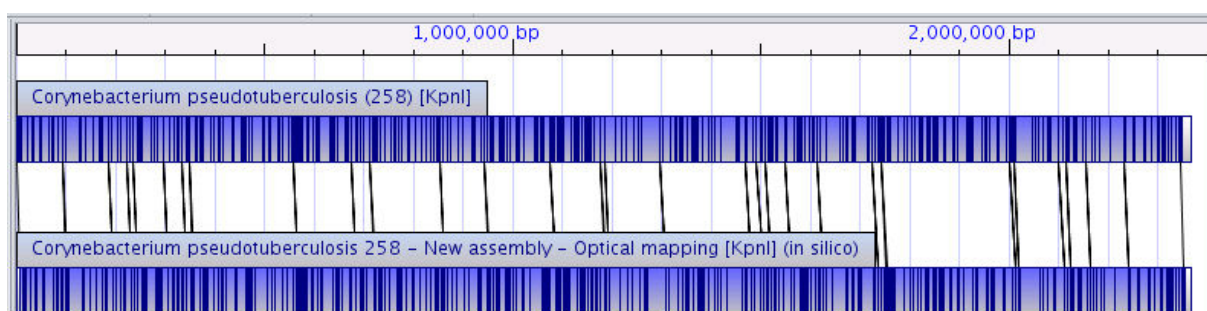 1,000,000 bp 2,000,000 bp
Corynebacterium pseudotuberculosis (258) [KpnI]
Corynebacterium pseudotuberculosis 258 – New assembly – Optical mapping [KpnI] (in silico)